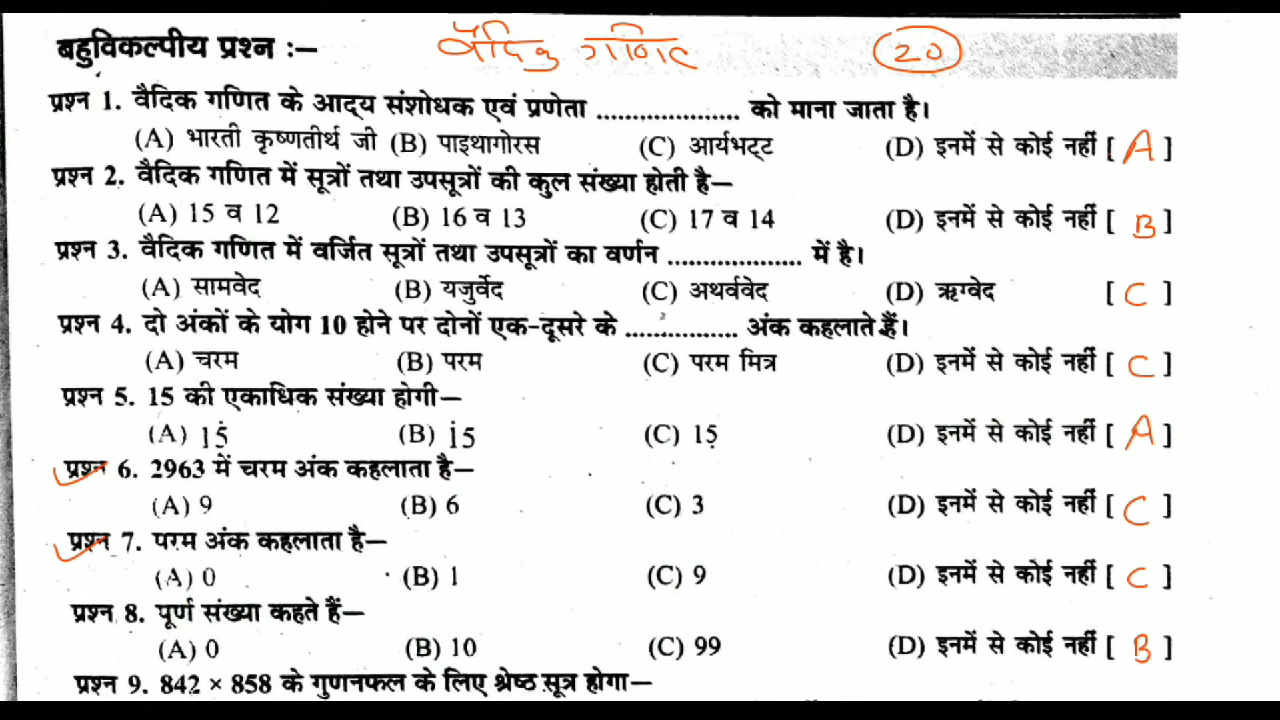 बहुविकल्पीय प्रश्न :— वैदिक गणित 20
प्रश्न 1. वैदिक गणित के आद्य संशोधक एवं प्रणेता .................... को माना जाता है।
(A) भारती कृष्णतीर्थ जी (B) पाइथागोरस (C) आर्यभट्ट (D) इनमें से कोई नहीं [ A ]
प्रश्न 2. वैदिक गणित में सूत्रों तथा उपसूत्रों की कुल संख्या होती है—
(A) 15 व 12 (B) 16 व 13 (C) 17 व 14 (D) इनमें से कोई नहीं [ B ]
प्रश्न 3. वैदिक गणित में वर्जित सूत्रों तथा उपसूत्रों का वर्णन ................... में है।
(A) सामवेद (B) यजुर्वेद (C) अथर्ववेद (D) ऋग्वेद [ C ]
प्रश्न 4. दो अंकों के योग 10 होने पर दोनों एक-दूसरे के ................ अंक कहलाते हैं।
(A) चरम (B) परम (C) परम मित्र (D) इनमें से कोई नहीं [ C ]
प्रश्न 5. 15 की एकाधिक संख्या होगी—
(A) 15̇ (B) 1̇5 (C) 15̣ (D) इनमें से कोई नहीं [ A ]
प्रश्न 6. 2963 में चरम अंक कहलाता है—
(A) 9 (B) 6 (C) 3 (D) इनमें से कोई नहीं [ C ]
प्रश्न 7. परम अंक कहलाता है—
(A) 0 (B) 1 (C) 9 (D) इनमें से कोई नहीं [ C ]
प्रश्न 8. पूर्ण संख्या कहते हैं—
(A) 0 (B) 10 (C) 99 (D) इनमें से कोई नहीं [ B ]
प्रश्न 9. 842 × 858 के गुणनफल के लिए श्रेष्ठ सूत्र होगा—